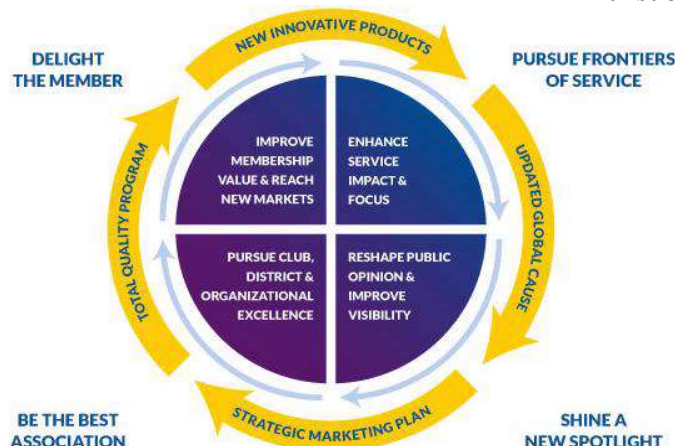 DELIGHT
THE MEMBER
NEW INNOVATIVE PRODUCTS
PURSUE FRONTIERS
OF SERVICE
IMPROVE
MEMBERSHIP
VALUE & REACH
NEW MARKETS
ENHANCE
SERVICE
IMPACT &
FOCUS
TOTAL QUALITY PROGRAM
UPDATED GLOBAL CAUSE
PURSUE CLUB,
DISTRICT &
ORGANIZATIONAL
EXCELLENCE
RESHAPE PUBLIC
OPINION &
IMPROVE
VISIBILITY
STRATEGIC MARKETING PLAN
BE THE BEST
ASSOCIATION
SHINE A
NEW SPOTLIGHT